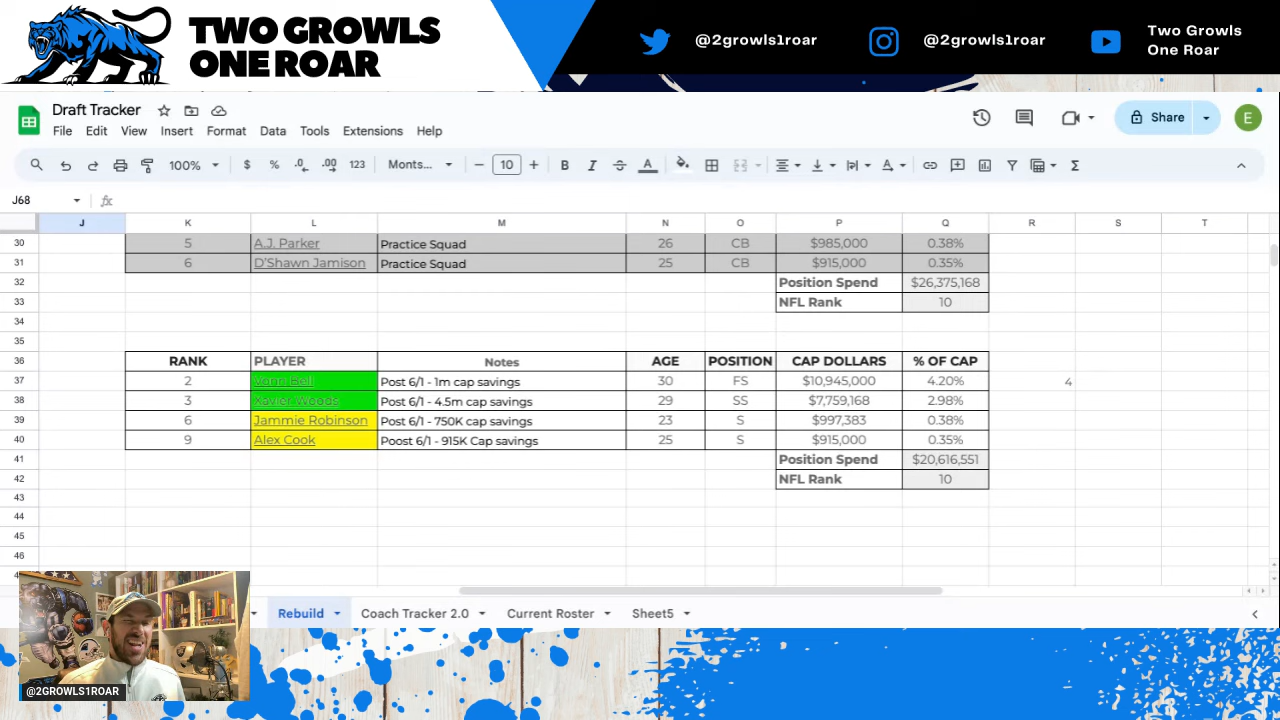 TWO GROWLS
ONE ROAR
@2growls1roar
@2growls1roar
Two Growls
One Roar
Draft Tracker
File Edit View Insert Format Data Tools Extensions Help
Share
E
100% $ % .0 .00 123 Monts... 10 B I A Σ
J68 fx
J K L M N O P Q R S T
30 5 A.J. Parker Practice Squad 26 CB $985,000 0.38%
31 6 D'Shawn Jamison Practice Squad 25 CB $915,000 0.35%
32 Position Spend $26,375,168
33 NFL Rank 10
34
35
36 RANK PLAYER Notes AGE POSITION CAP DOLLARS % OF CAP
37 2 Vonn Bell Post 6/1 - 1m cap savings 30 FS $10,945,000 4.20% 4
38 3 Xavier Woods Post 6/1 - 4.5m cap savings 29 SS $7,759,168 2.98%
39 6 Jammie Robinson Post 6/1 - 750K Cap savings 23 S $997,383 0.38%
40 9 Alex Cook Poost 6/1 - 915K Cap savings 25 S $915,000 0.35%
41 Position Spend $20,616,551
42 NFL Rank 10
43
44
45
46
Rebuild Coach Tracker 2.0 Current Roster Sheet5
@2GROWLS1ROAR